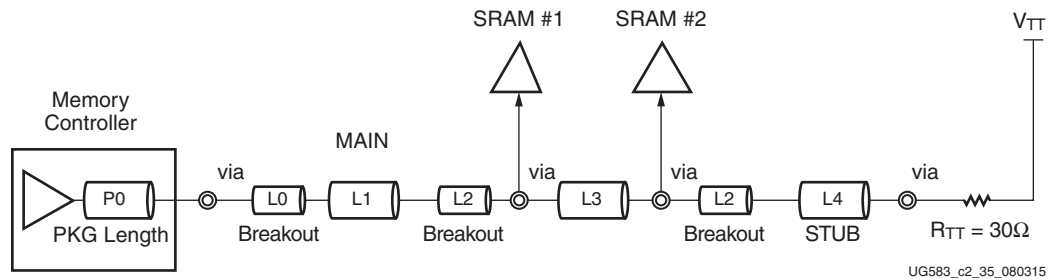 SRAM #1
SRAM #2
VTT
Memory
Controller
MAIN
via
via
via
via
P0
L0
L1
L2
L3
L2
L4
PKG Length
Breakout
Breakout
Breakout
STUB
RTT = 30Ω
UG583_c2_35_080315